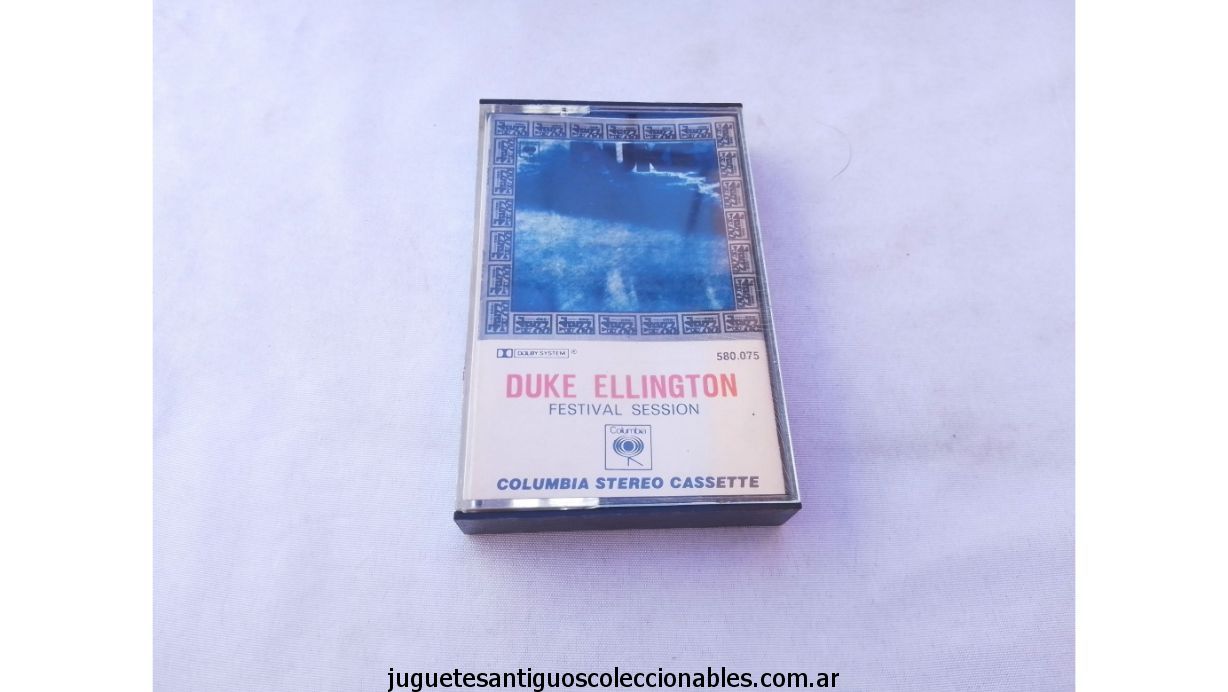 DOLBY SYSTEM ®
580.075
DUKE ELLINGTON
FESTIVAL SESSION
Columbia
COLUMBIA STEREO CASSETTE
juguetesantiguoscoleccionables.com.ar